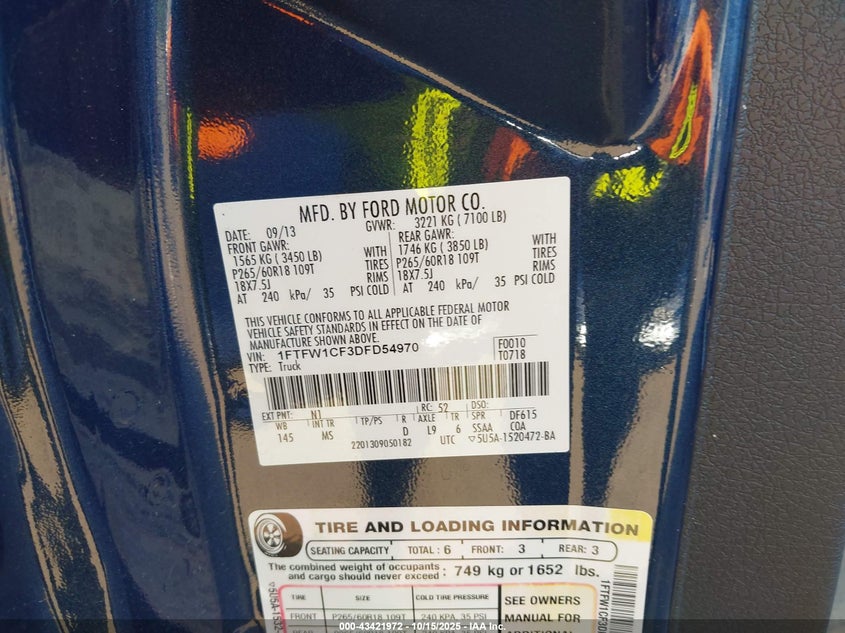 MFD. BY FORD MOTOR CO.
DATE: 09/13 GVWR: 3221 KG ( 7100 LB)
FRONT GAWR: REAR GAWR:
1565 KG ( 3450 LB) WITH 1746 KG ( 3850 LB) WITH
P265/60R18 109T TIRES P265/60R18 109T TIRES
18X7.5J RIMS 18X7.5J RIMS
AT 240 kPa/ 35 PSI COLD AT 240 kPa/ 35 PSI COLD
THIS VEHICLE CONFORMS TO ALL APPLICABLE FEDERAL MOTOR
VEHICLE SAFETY STANDARDS IN EFFECT ON THE DATE OF
MANUFACTURE SHOWN ABOVE.
VIN: 1FTFW1CF3DFD54970 F0010
TYPE: Truck T0718
EXT PNT: N1 RC: 52 DSO: DF615
WB INT TR TP/PS R AXLE TR SPR COA
145 MS D L9 6 SSAA
2201309050182 UTC ▽5U5A-1520472-BA
TIRE AND LOADING INFORMATION
SEATING CAPACITY TOTAL : 6 FRONT: 3 REAR: 3
The combined weight of occupants and cargo should never exceed : 749 kg or 1652 lbs.
TIRE SIZE COLD TIRE PRESSURE SEE OWNERS
FRONT P265/60R18 109T 240 KPA, 35 PSI MANUAL FOR
000-43421972 - 10/15/2025 - IAA Inc.